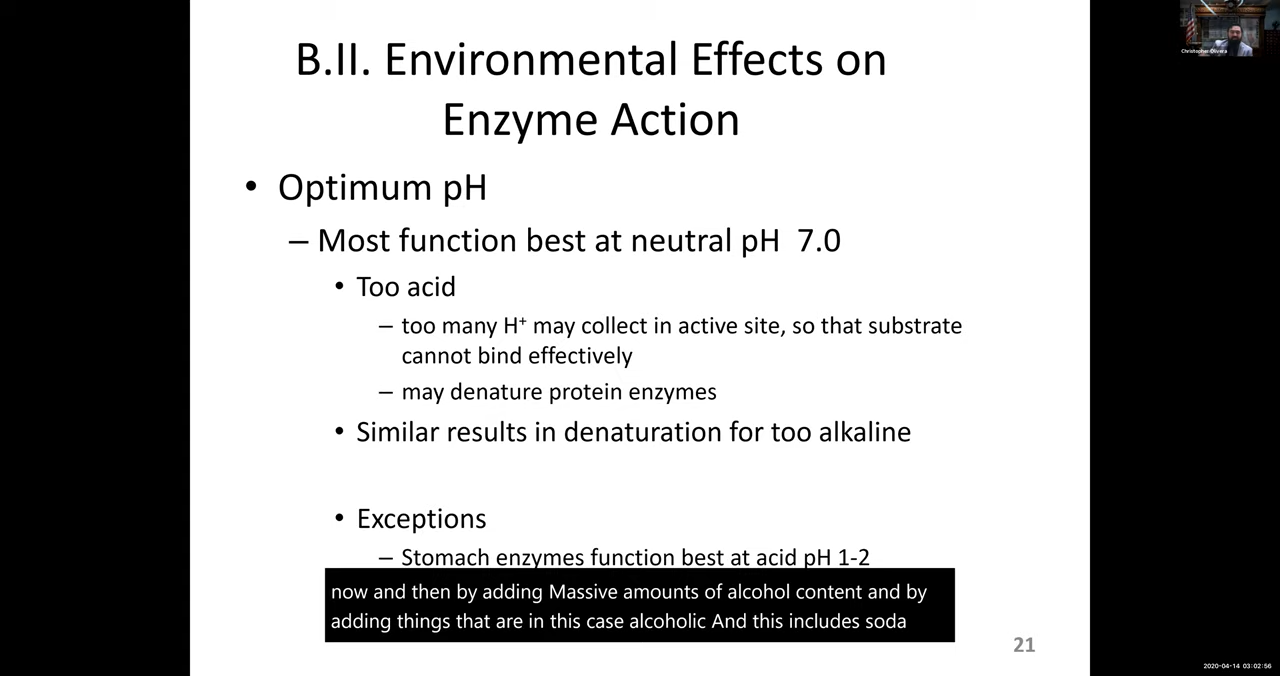 B.II. Environmental Effects on
Enzyme Action
• Optimum pH
– Most function best at neutral pH 7.0
• Too acid
– too many H⁺ may collect in active site, so that substrate
cannot bind effectively
– may denature protein enzymes
• Similar results in denaturation for too alkaline
• Exceptions
– Stomach enzymes function best at acid pH 1-2
now and then by adding Massive amounts of alcohol content and by
adding things that are in this case alcoholic And this includes soda
21
Christopher Olivera
2020-04-14 03:02:56